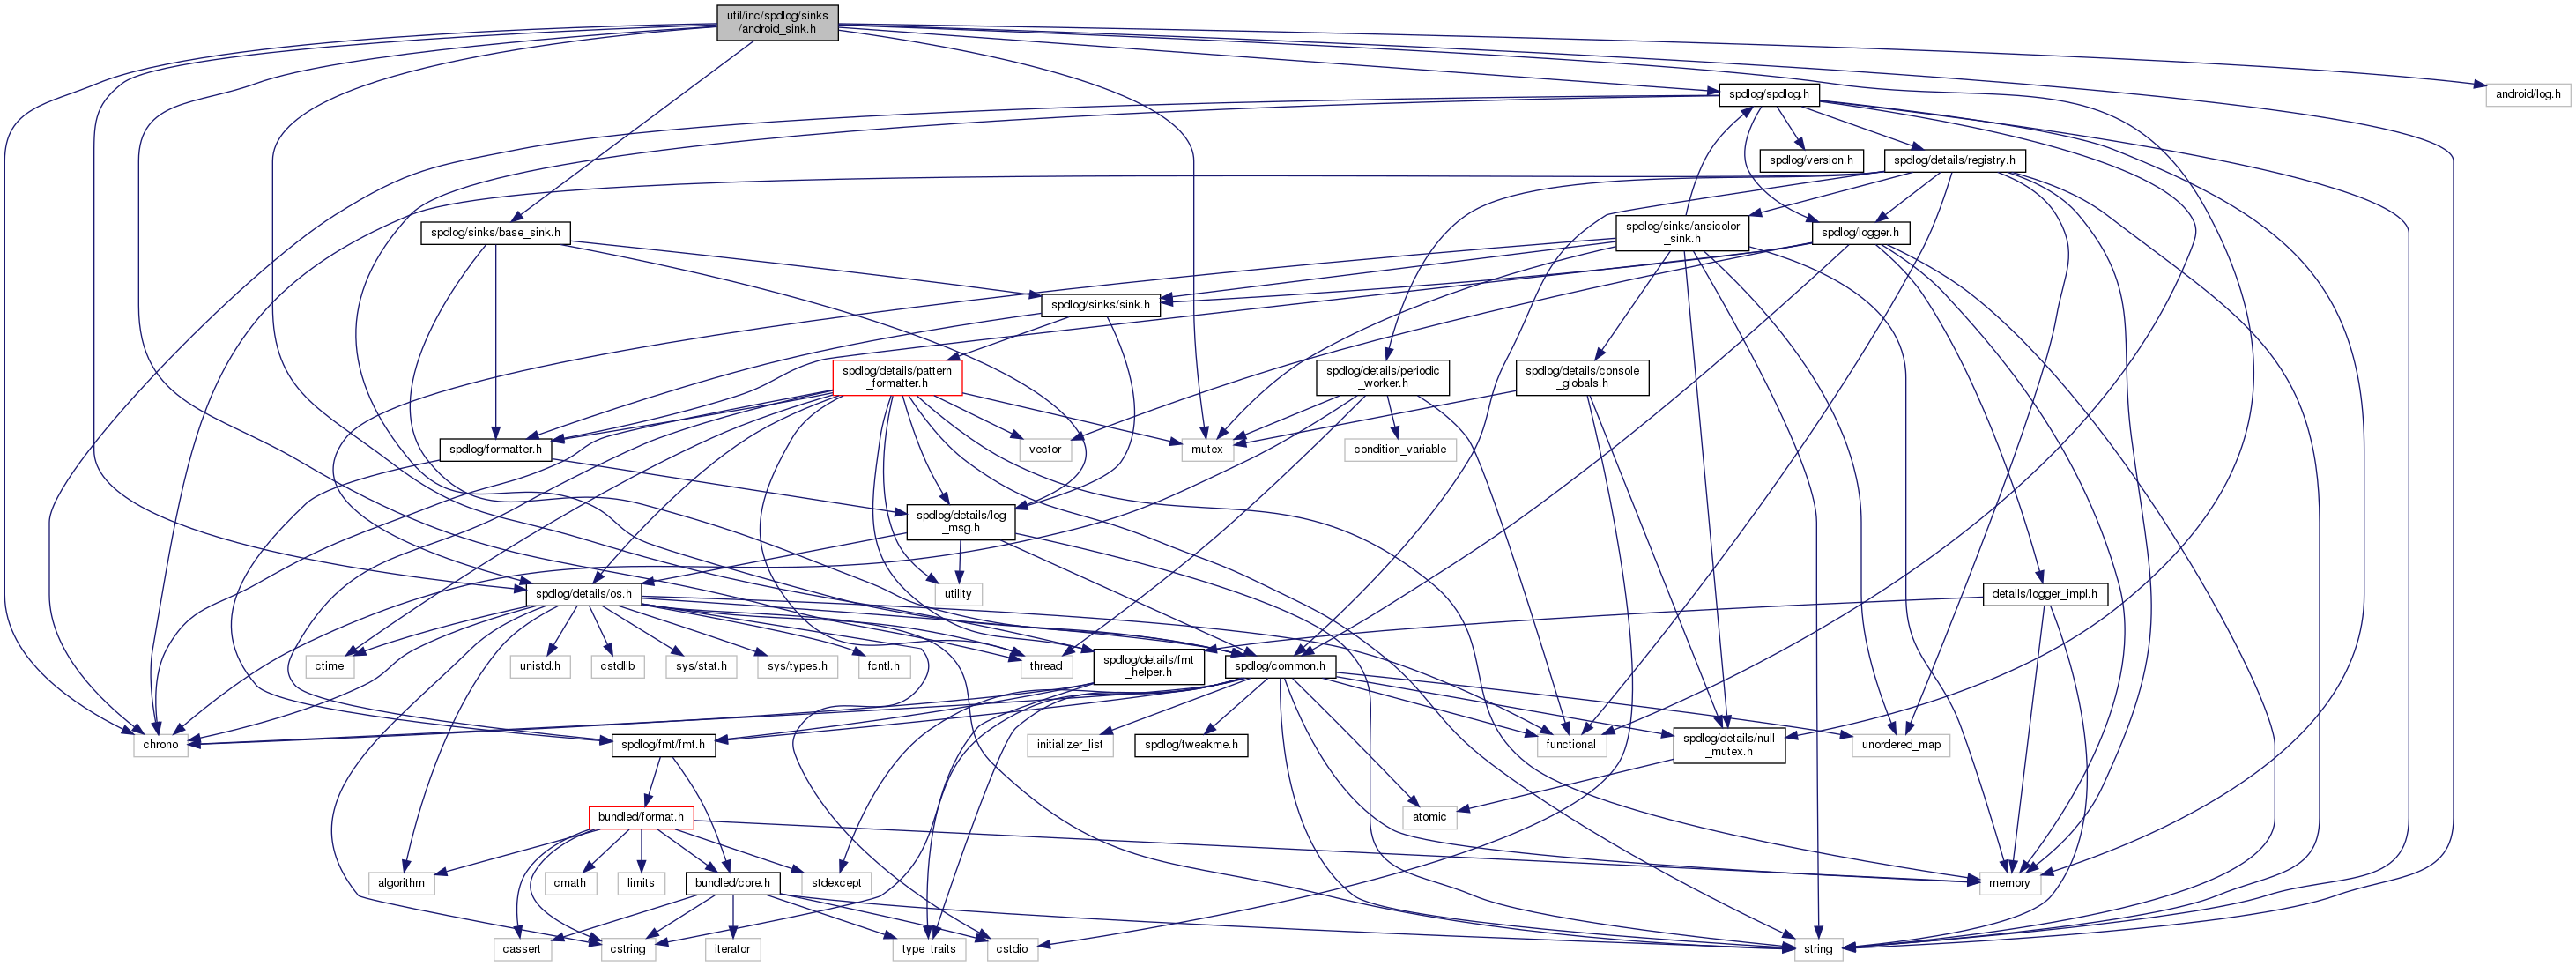 util/inc/spdlog/sinks
/android_sink.h
spdlog/spdlog.h
android/log.h
spdlog/version.h
spdlog/details/registry.h
spdlog/sinks/base_sink.h
spdlog/sinks/ansicolor
_sink.h
spdlog/logger.h
spdlog/sinks/sink.h
spdlog/details/pattern
_formatter.h
spdlog/details/periodic
_worker.h
spdlog/details/console
_globals.h
spdlog/formatter.h
vector
mutex
condition_variable
spdlog/details/log
_msg.h
spdlog/details/os.h
utility
details/logger_impl.h
ctime
unistd.h
cstdlib
sys/stat.h
sys/types.h
fcntl.h
thread
spdlog/details/fmt
_helper.h
spdlog/common.h
chrono
spdlog/fmt/fmt.h
initializer_list
spdlog/tweakme.h
functional
spdlog/details/null
_mutex.h
unordered_map
bundled/format.h
atomic
algorithm
cmath
limits
bundled/core.h
stdexcept
memory
cassert
cstring
iterator
type_traits
cstdio
string